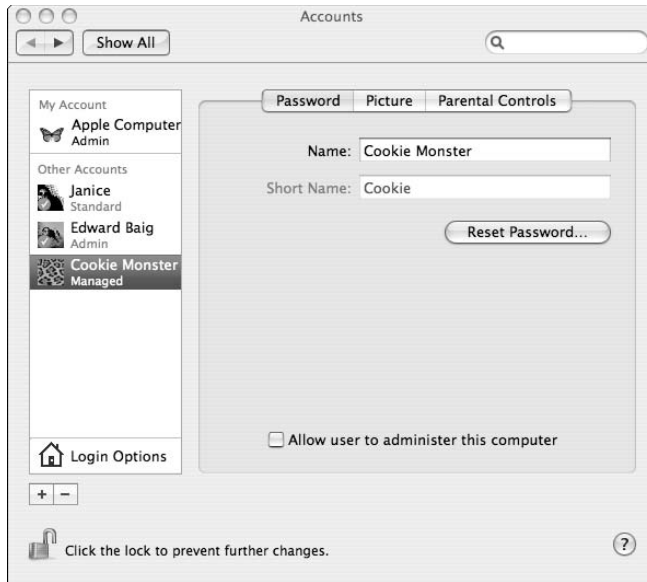 Accounts
Show All
My Account
Apple Computer
Admin
Other Accounts
Janice
Standard
Edward Baig
Admin
Cookie Monster
Managed
Login Options
Password Picture Parental Controls
Name: Cookie Monster
Short Name: Cookie
Reset Password...
Allow user to administer this computer
+ −
Click the lock to prevent further changes.
?